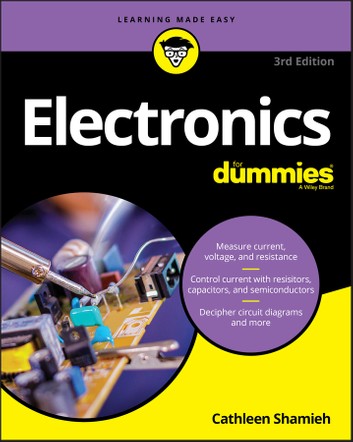 LEARNING MADE EASY
3rd Edition
Electronics
for
dummies®
A Wiley Brand
Measure current,
voltage, and resistance
Control current with resisitors,
capacitors, and semiconductors
Decipher circuit diagrams
and more
Cathleen Shamieh